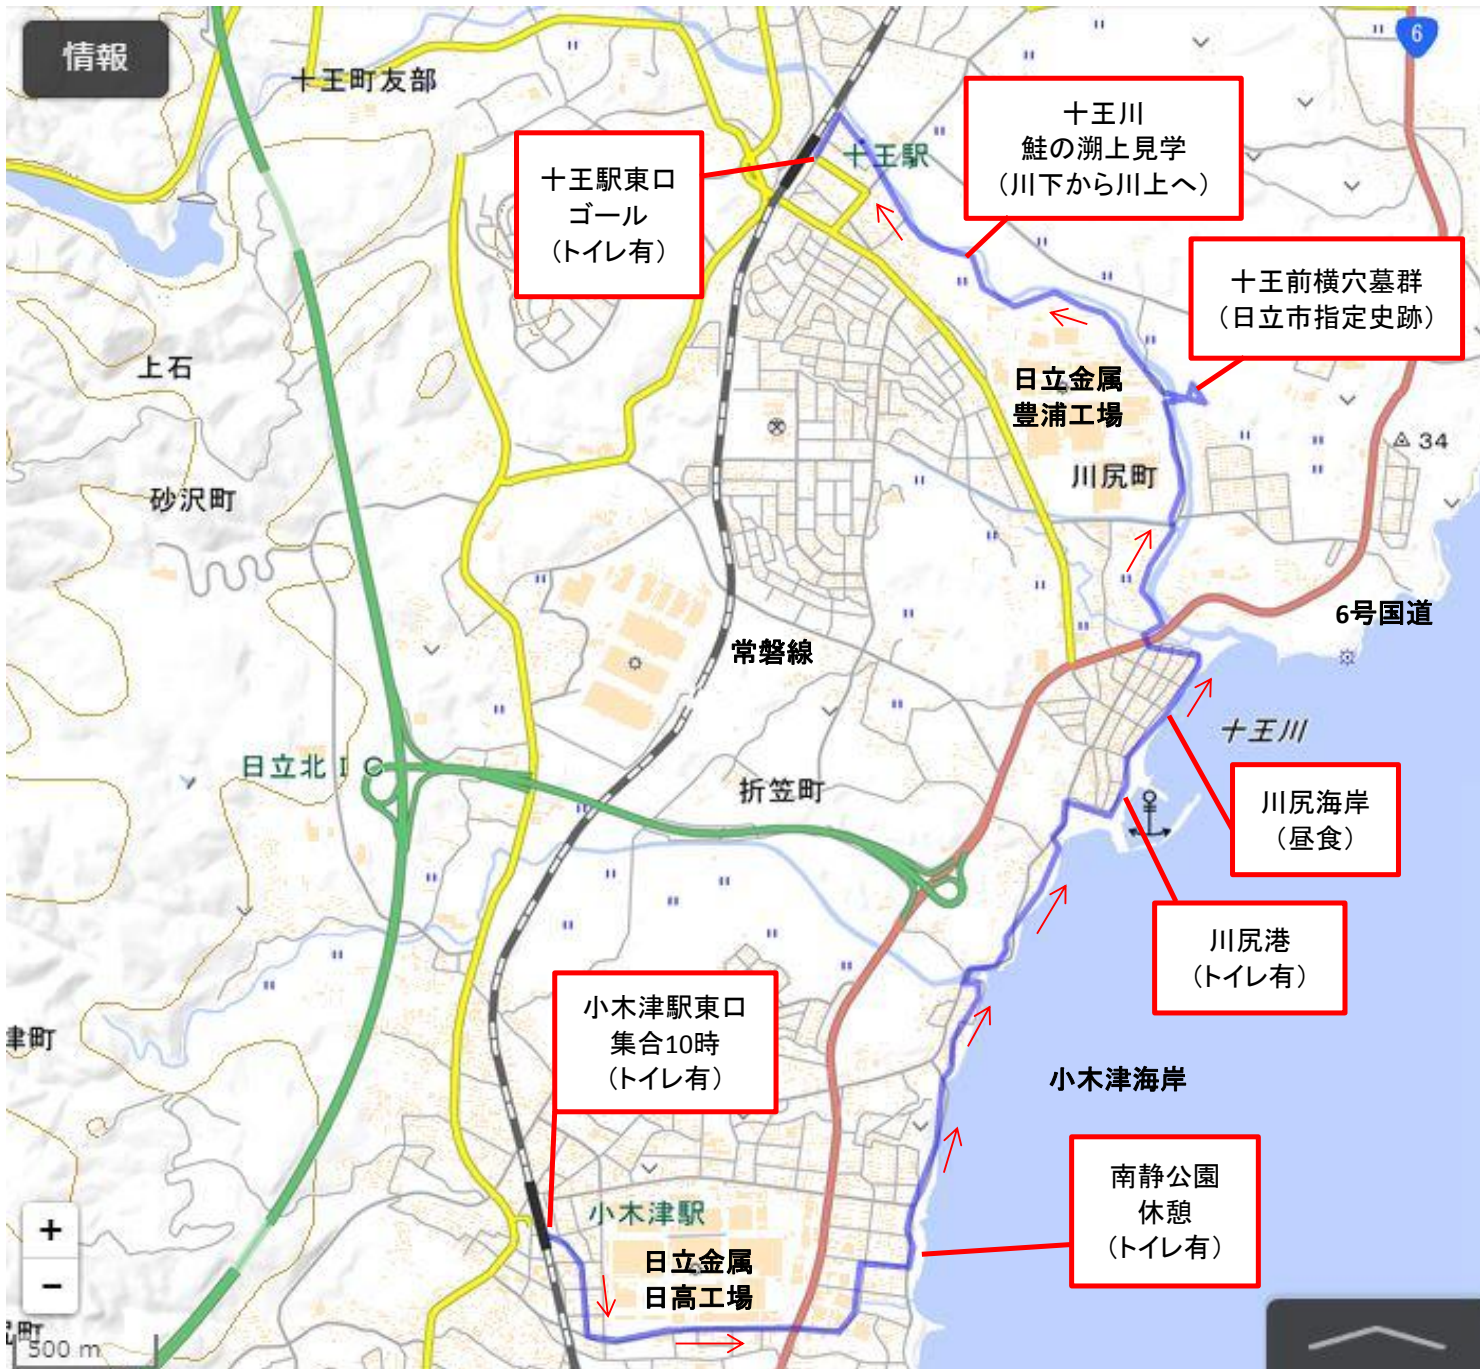 情報
6
十王町友部
十王川
鮭の溯上見学
（川下から川上へ）
十王駅東口
ゴール
（トイレ有）
十王駅
十王前横穴墓群
（日立市指定史跡）
上石
日立金属
豊浦工場
34
川尻町
砂沢町
6号国道
常磐線
十王川
日立北IC
折笠町
川尻海岸
（昼食）
川尻港
（トイレ有）
小木津駅東口
集合10時
（トイレ有）
津町
小木津海岸
南静公園
休憩
（トイレ有）
小木津駅
日立金属
日高工場
+
−
町
500 m